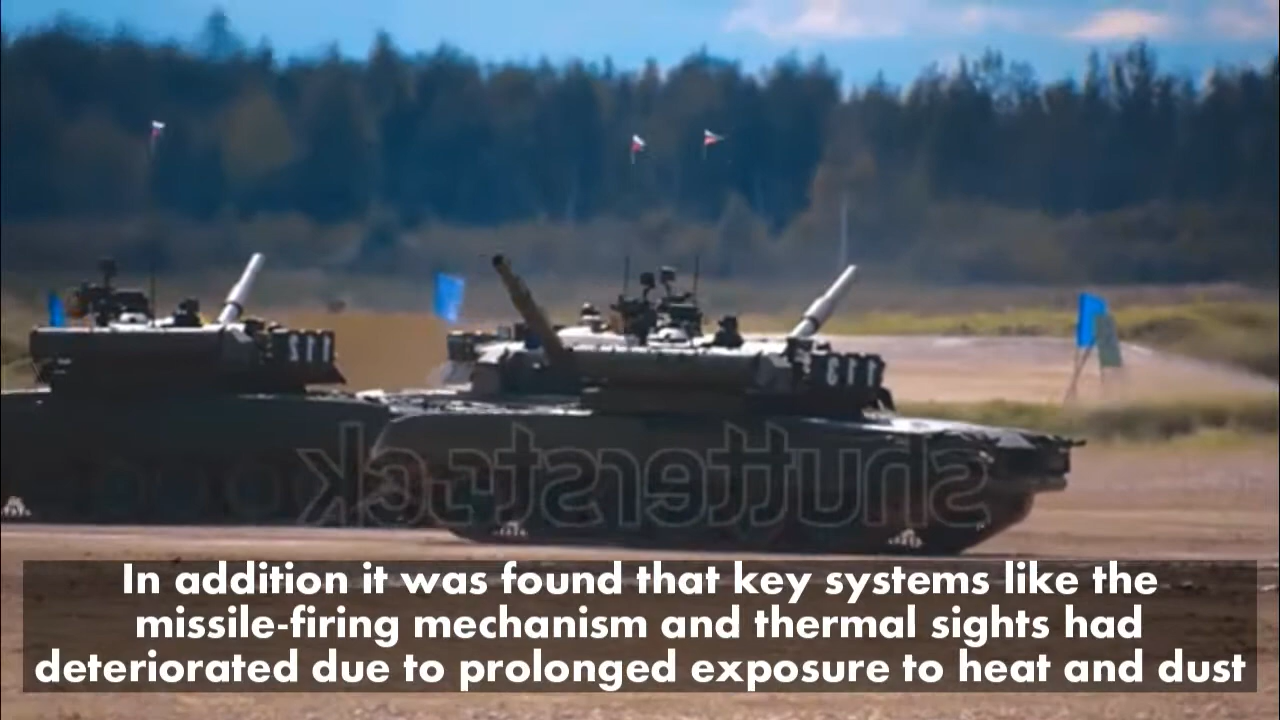 112
113
shutterstock
In addition it was found that key systems like the
missile-firing mechanism and thermal sights had
deteriorated due to prolonged exposure to heat and dust